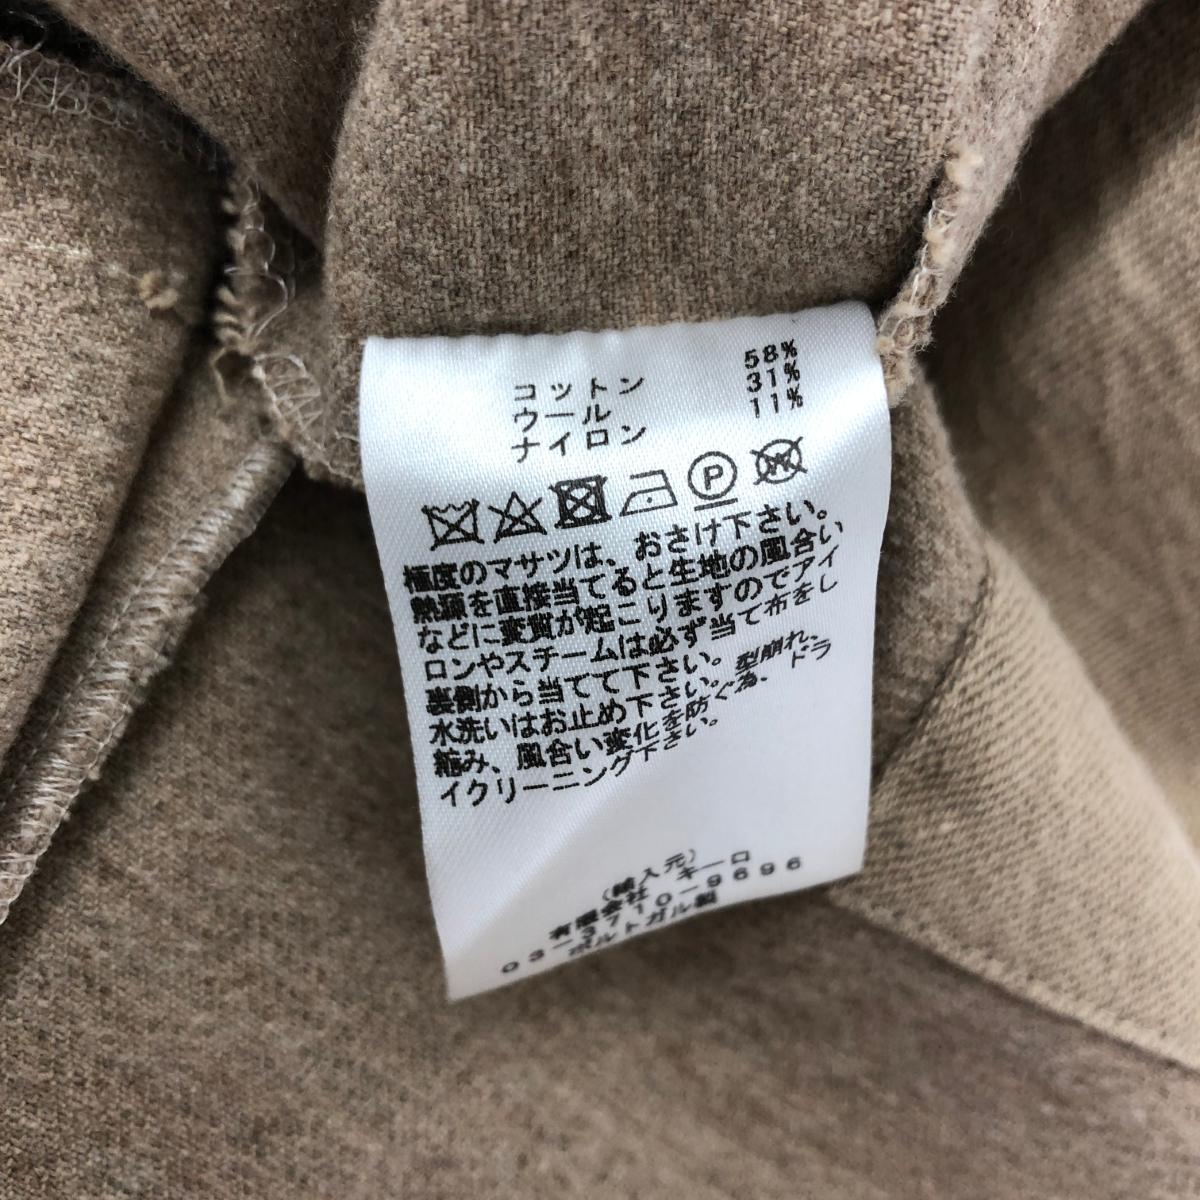 コットン 58%
ウール 31%
ナイロン 11%
P
W
極度のマサツは、おさけ下さい。
熱源を直接当てると生地の風合い
などに変質が起こりますのでアイ
ロンやスチームは必ず当て布をし
裏側から当てて下さい。
水洗いはお止め下さい。型崩れ、
縮み、風合い変化を防ぐ為、ドラ
イクリーニング下さい。
(輸入元)
有限会社 キーロ
03-3710-9696
ポルトガル製